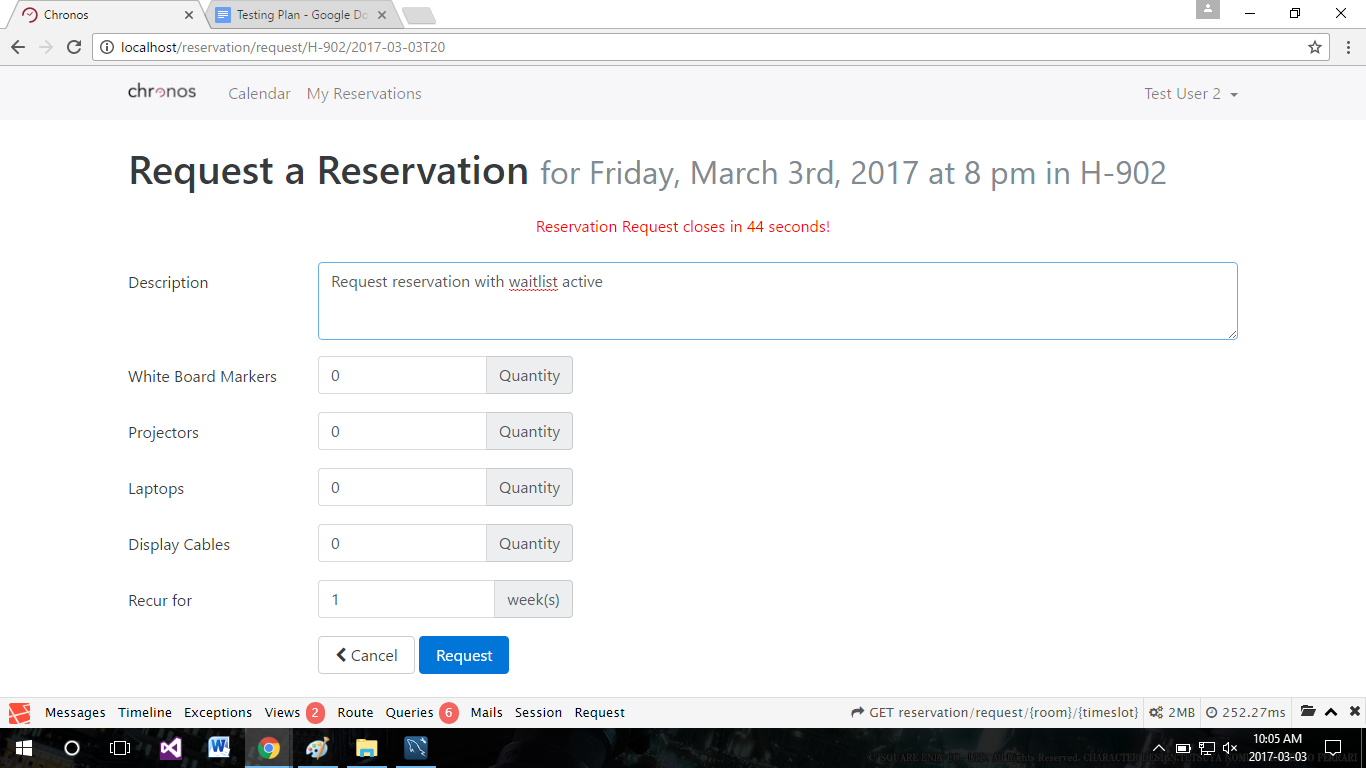 Chronos
Testing Plan - Google Do
localhost/reservation/request/H-902/2017-03-03T20
chronos Calendar My Reservations Test User 2
Request a Reservation for Friday, March 3rd, 2017 at 8 pm in H-902
Reservation Request closes in 44 seconds!
Description Request reservation with waitlist active
White Board Markers 0 Quantity
Projectors 0 Quantity
Laptops 0 Quantity
Display Cables 0 Quantity
Recur for 1 week(s)
Cancel Request
Messages Timeline Exceptions Views 2 Route Queries 6 Mails Session Request GET reservation/request/{room}/{timeslot} 2MB 252.27ms
10:05 AM
2017-03-03